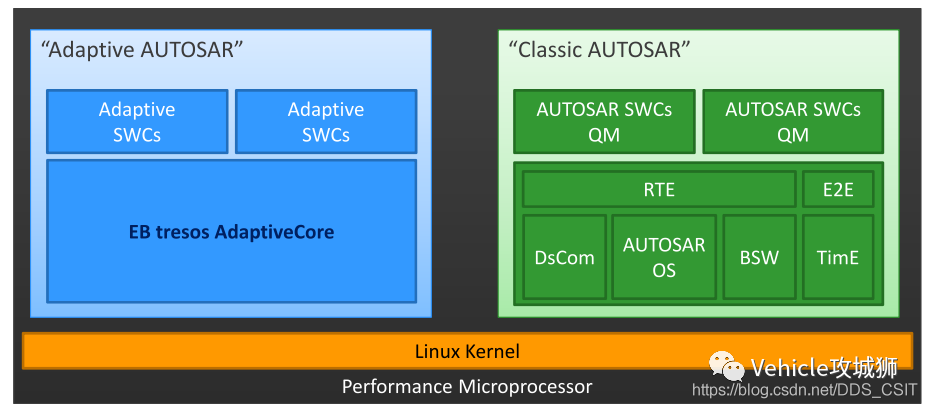 “Adaptive AUTOSAR”
Adaptive
SWCs
Adaptive
SWCs
EB tresos AdaptiveCore
“Classic AUTOSAR”
AUTOSAR SWCs
QM
AUTOSAR SWCs
QM
RTE
E2E
DsCom
AUTOSAR
OS
BSW
TimE
Linux Kernel
Performance Microprocessor
Vehicle攻城狮
https://blog.csdn.net/DDS_CSIT